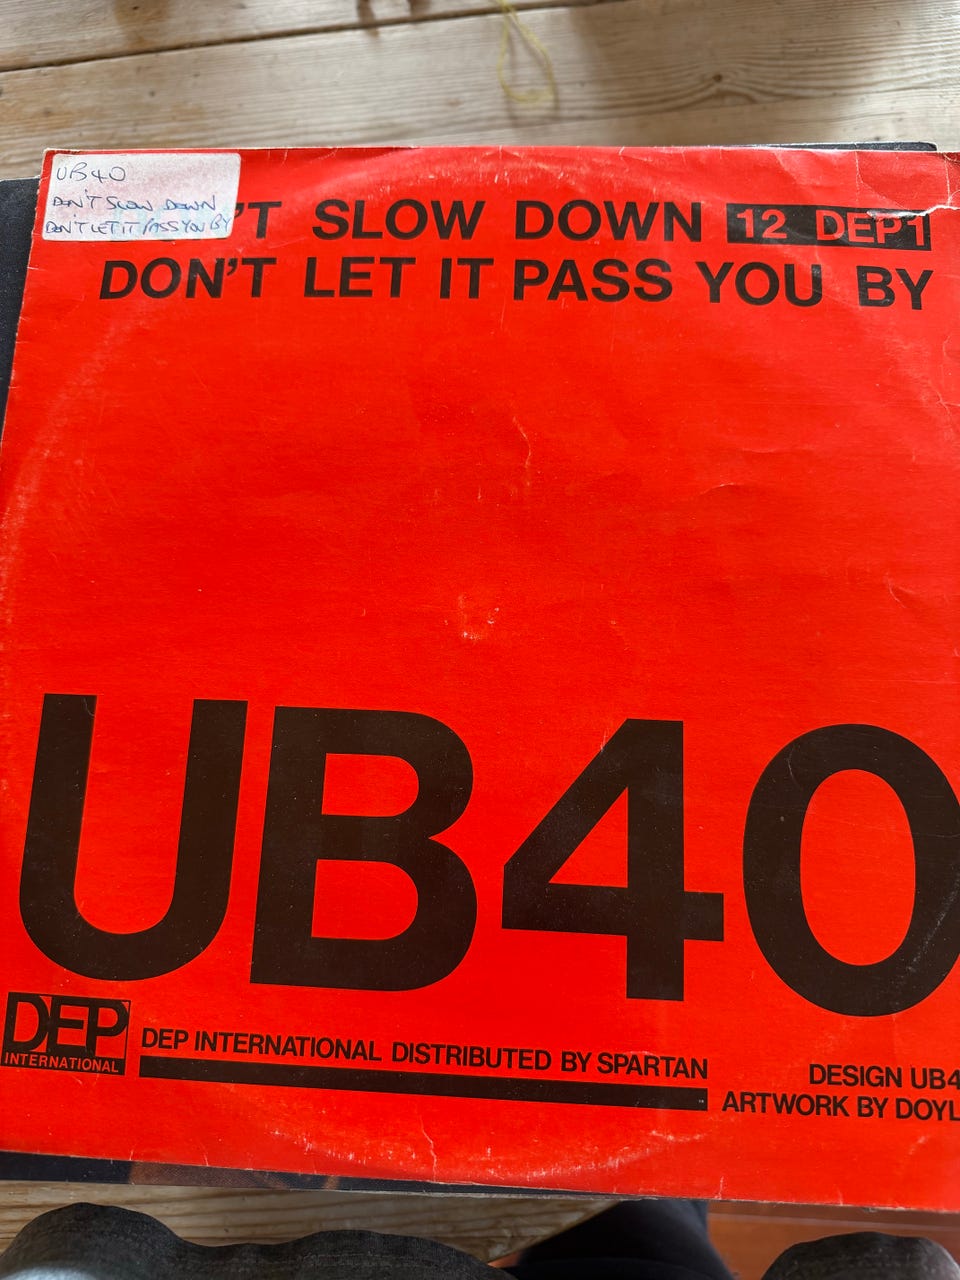 UB40
DON'T SLOW DOWN
DON'T LET IT PASS YOU BY
'T SLOW DOWN 12 DEP1
DON'T LET IT PASS YOU BY
UB40
DEP
INTERNATIONAL
DEP INTERNATIONAL DISTRIBUTED BY SPARTAN
DESIGN UB4
ARTWORK BY DOYL